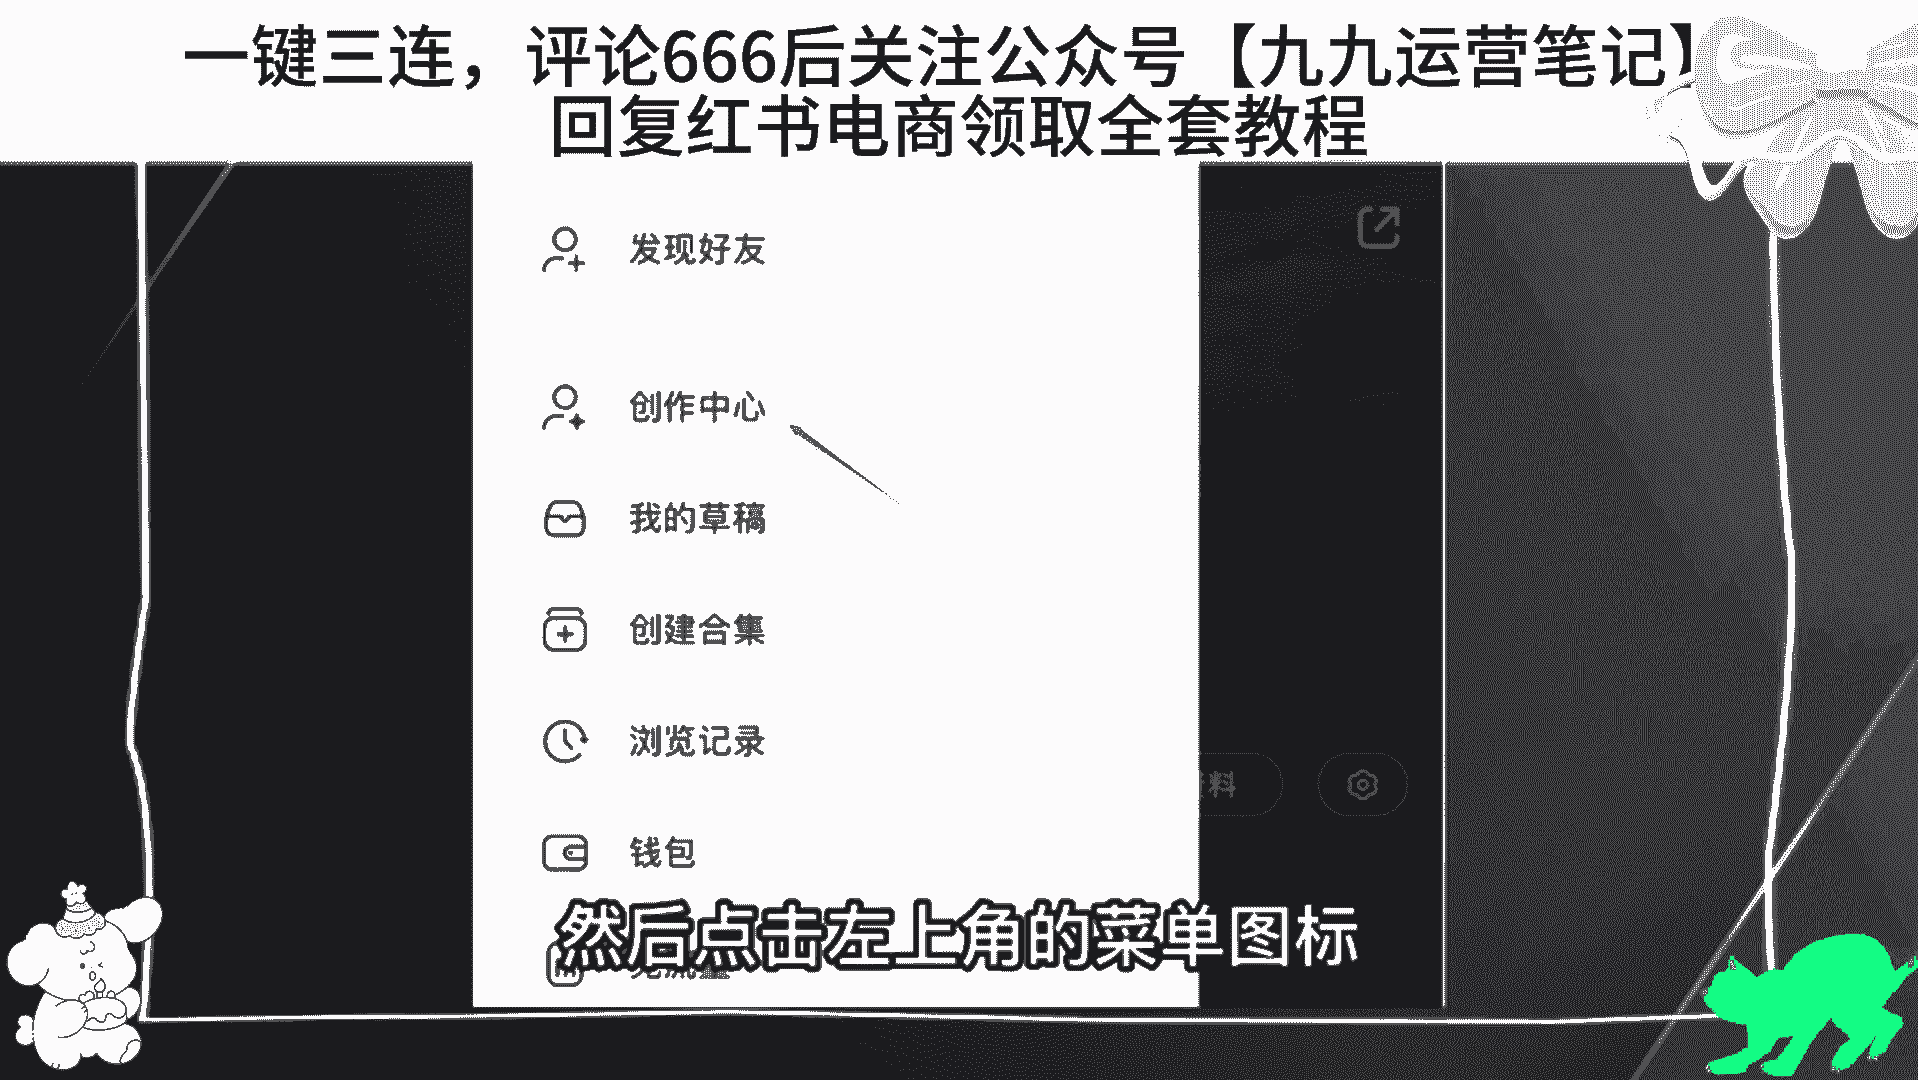 一键三连，评论666后关注公众号【九九运营笔记】
回复红书电商领取全套教程
发现好友
创作中心
我的草稿
创建合集
浏览记录
料
钱包
然后点击左上角的菜单图标